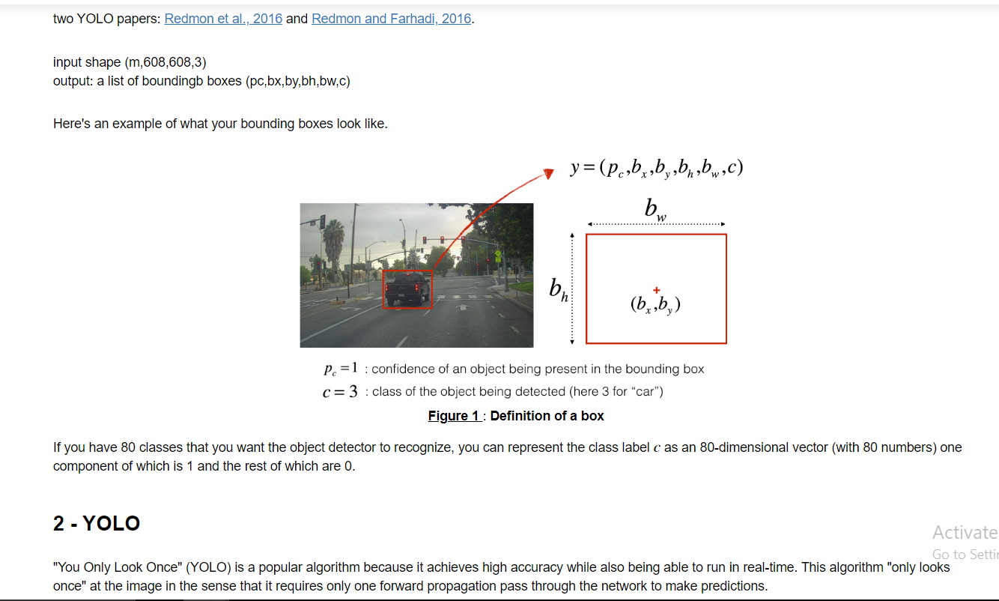 two YOLO papers: Redmon et al., 2016 and Redmon and Farhadi, 2016.
input shape (m,608,608,3)
output: a list of boundingb boxes (pc,bx,by,bh,bw,c)
Here's an example of what your bounding boxes look like.
y = (p_c, b_x, b_y, b_h, b_w, c)
b_w
b_h
(b_x, b_y)
p_c = 1 : confidence of an object being present in the bounding box
c = 3 : class of the object being detected (here 3 for “car”)
Figure 1 : Definition of a box
If you have 80 classes that you want the object detector to recognize, you can represent the class label c as an 80-dimensional vector (with 80 numbers) one
component of which is 1 and the rest of which are 0.
2 - YOLO
Activate
Go to Settin
"You Only Look Once" (YOLO) is a popular algorithm because it achieves high accuracy while also being able to run in real-time. This algorithm "only looks
once" at the image in the sense that it requires only one forward propagation pass through the network to make predictions.